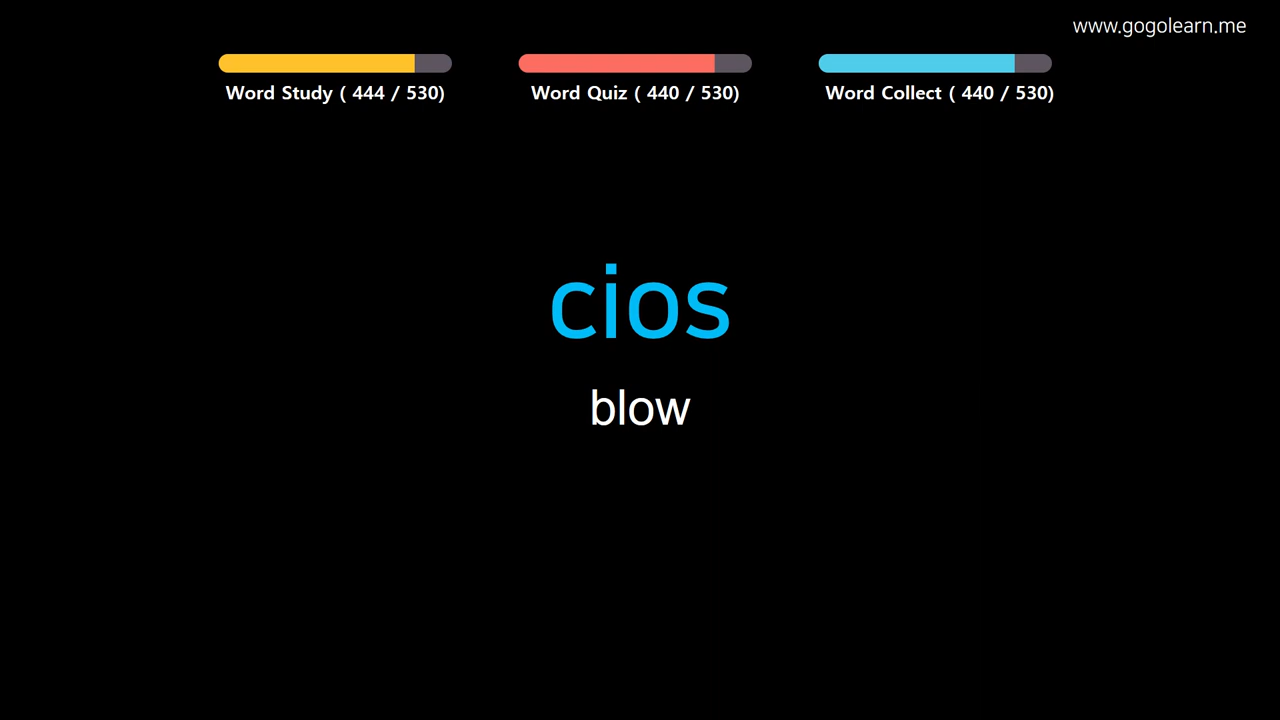 www.gogolearn.me
Word Study ( 444 / 530)
Word Quiz ( 440 / 530)
Word Collect ( 440 / 530)
cios
blow